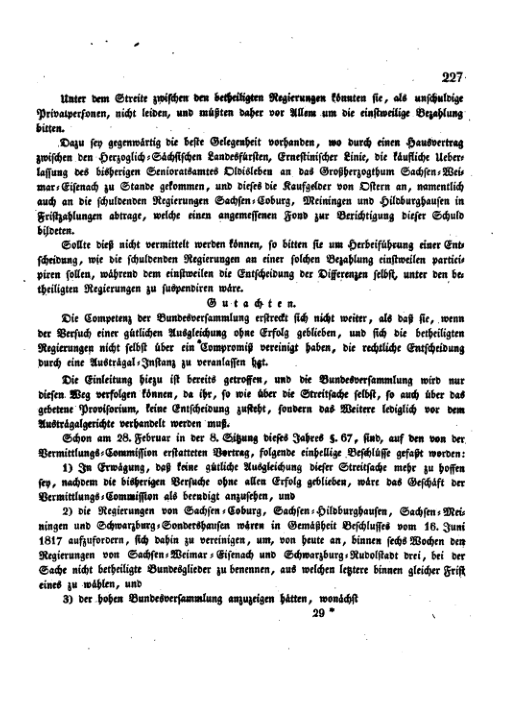 227
Unter dem Streite zwischen den betheiligten Regierungen könnten sie, als unschuldige
Privatpersonen, nicht leiden, und müßten daher vor Allem um die einstweilige Bezahlung
bitten.
Dazu sey gegenwärtig die beste Gelegenheit vorhanden, wo durch einen Hausvertrag
zwischen den Herzoglich-Sächsischen Landesfürsten, Ernestinischer Linie, die käufliche Ueber-
lassung des bisherigen Senioratsamtes Oldisleben an das Großherzogthum Sachsen-Wei-
mar-Eisenach zu Stande gekommen, und dieses die Kaufgelder von Ostern an, namentlich
auch an die schuldenden Regierungen Sachsen-Coburg, Meiningen und Hildburghausen in
Fristzahlungen abtrage, welche einen angemessenen Fond zur Berichtigung dieser Schuld
bildeten.
Sollte dieß nicht vermittelt werden können, so bitten sie um Herbeiführung einer Ent-
scheidung, wie die schuldenden Regierungen an einer solchen Bezahlung einstweilen partici-
piren sollen, während dem einstweilen die Entscheidung der Differenzen selbst, unter den be-
theiligten Regierungen zu suspendiren wäre.
Gutachten.
Die Competenz der Bundesversammlung erstreckt sich nicht weiter, als daß sie, wenn
der Versuch einer gütlichen Ausgleichung ohne Erfolg geblieben, und sich die betheiligten
Regierungen nicht selbst über ein Compromiß vereinigt haben, die rechtliche Entscheidung
durch eine Austrägal-Instanz zu veranlassen hat.
Die Einleitung hiezu ist bereits getroffen, und die Bundesversammlung wird nur
diesen Weg verfolgen können, da ihr, so wie über die Streitsache selbst, so auch über das
gebetene Provisorium, keine Entscheidung zusteht, sondern das Weitere lediglich vor dem
Austrägalgerichte verhandelt werden muß.
Schon am 28. Februar in der 8. Sitzung dieses Jahres §. 67, sind, auf den von der
Vermittlungs-Commission erstatteten Vortrag, folgende einhellige Beschlüsse gefaßt worden:
1) In Erwägung, daß keine gütliche Ausgleichung dieser Streitsache mehr zu hoffen
sey, nachdem die bisherigen Versuche ohne allen Erfolg geblieben, wäre das Geschäft der
Vermittlungs-Commission als beendigt anzusehen, und
2) die Regierungen von Sachsen-Coburg, Sachsen-Hildburghausen, Sachsen-Mei-
ningen und Schwarzburg-Sondershausen wären in Gemäßheit Beschlusses vom 16. Juni
1817 aufzufordern, sich dahin zu vereinigen, um, von heute an, binnen sechs Wochen den
Regierungen von Sachsen-Weimar-Eisenach und Schwarzburg-Rudolstadt drei, bei der
Sache nicht betheiligte Bundesglieder zu benennen, aus welchen letztere binnen gleicher Frist
eines zu wählen, und
3) der hohen Bundesversammlung anzuzeigen hätten, wonächst
29 *